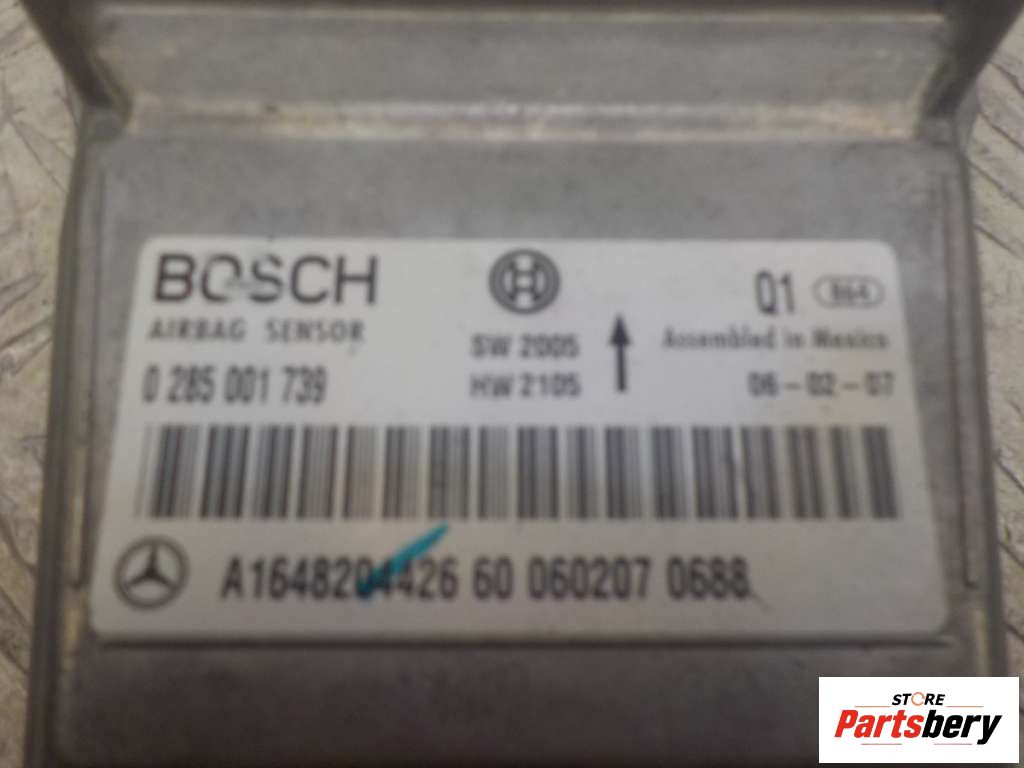 BOSCH
AIRBAG SENSOR
0 285 001 739
SW 2005
HW 2105
Q1 864
Assembled in Mexico
06-02-07
A1648204426 60 060207 0688
STORE
Partsbery